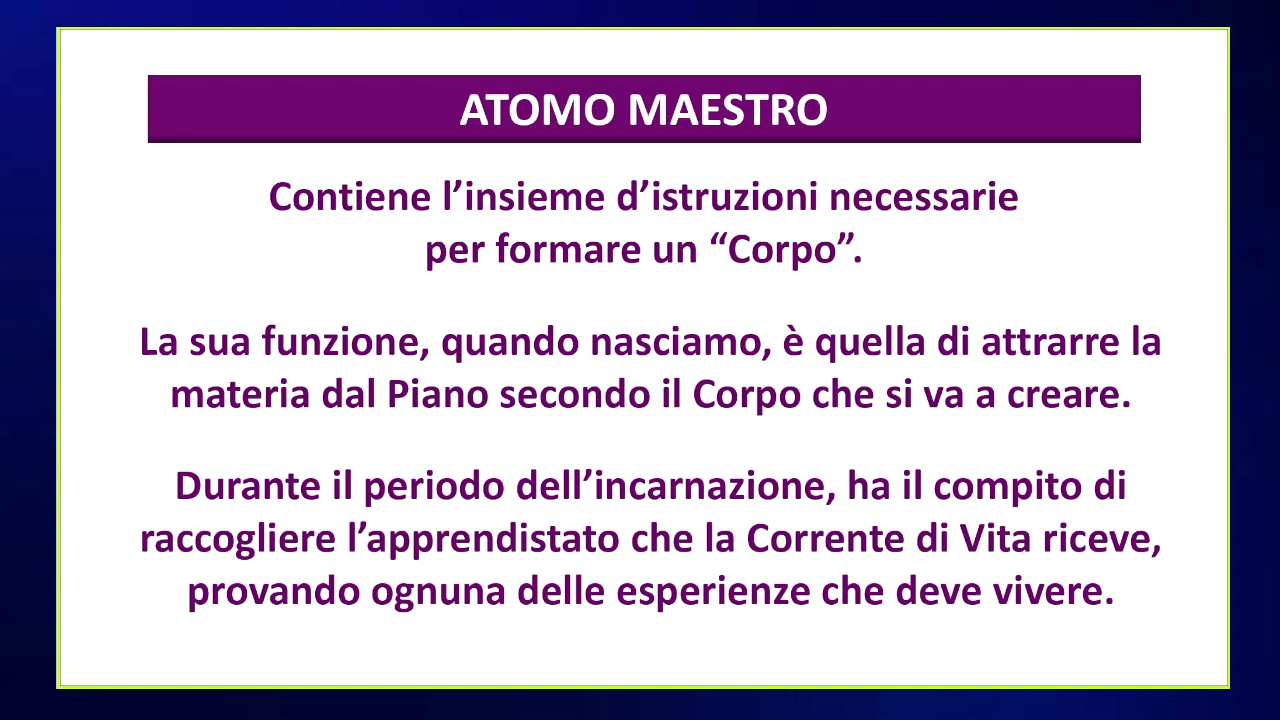 ATOMO MAESTRO
Contiene l’insieme d’istruzioni necessarie
per formare un “Corpo”.
La sua funzione, quando nasciamo, è quella di attrarre la
materia dal Piano secondo il Corpo che si va a creare.
Durante il periodo dell’incarnazione, ha il compito di
raccogliere l’apprendistato che la Corrente di Vita riceve,
provando ognuna delle esperienze che deve vivere.